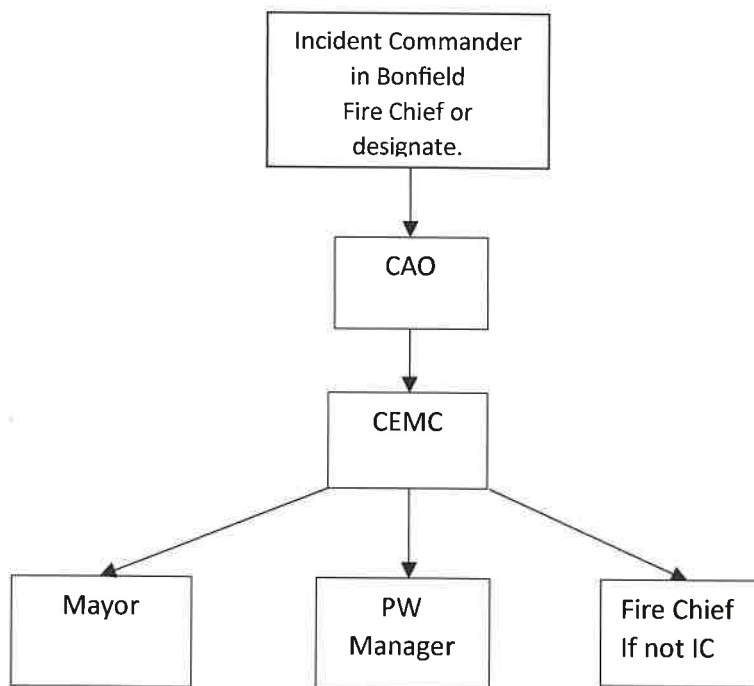 Incident Commander
in Bonfield
Fire Chief or
designate.
CAO
CEMC
Mayor
PW
Manager
Fire Chief
If not IC